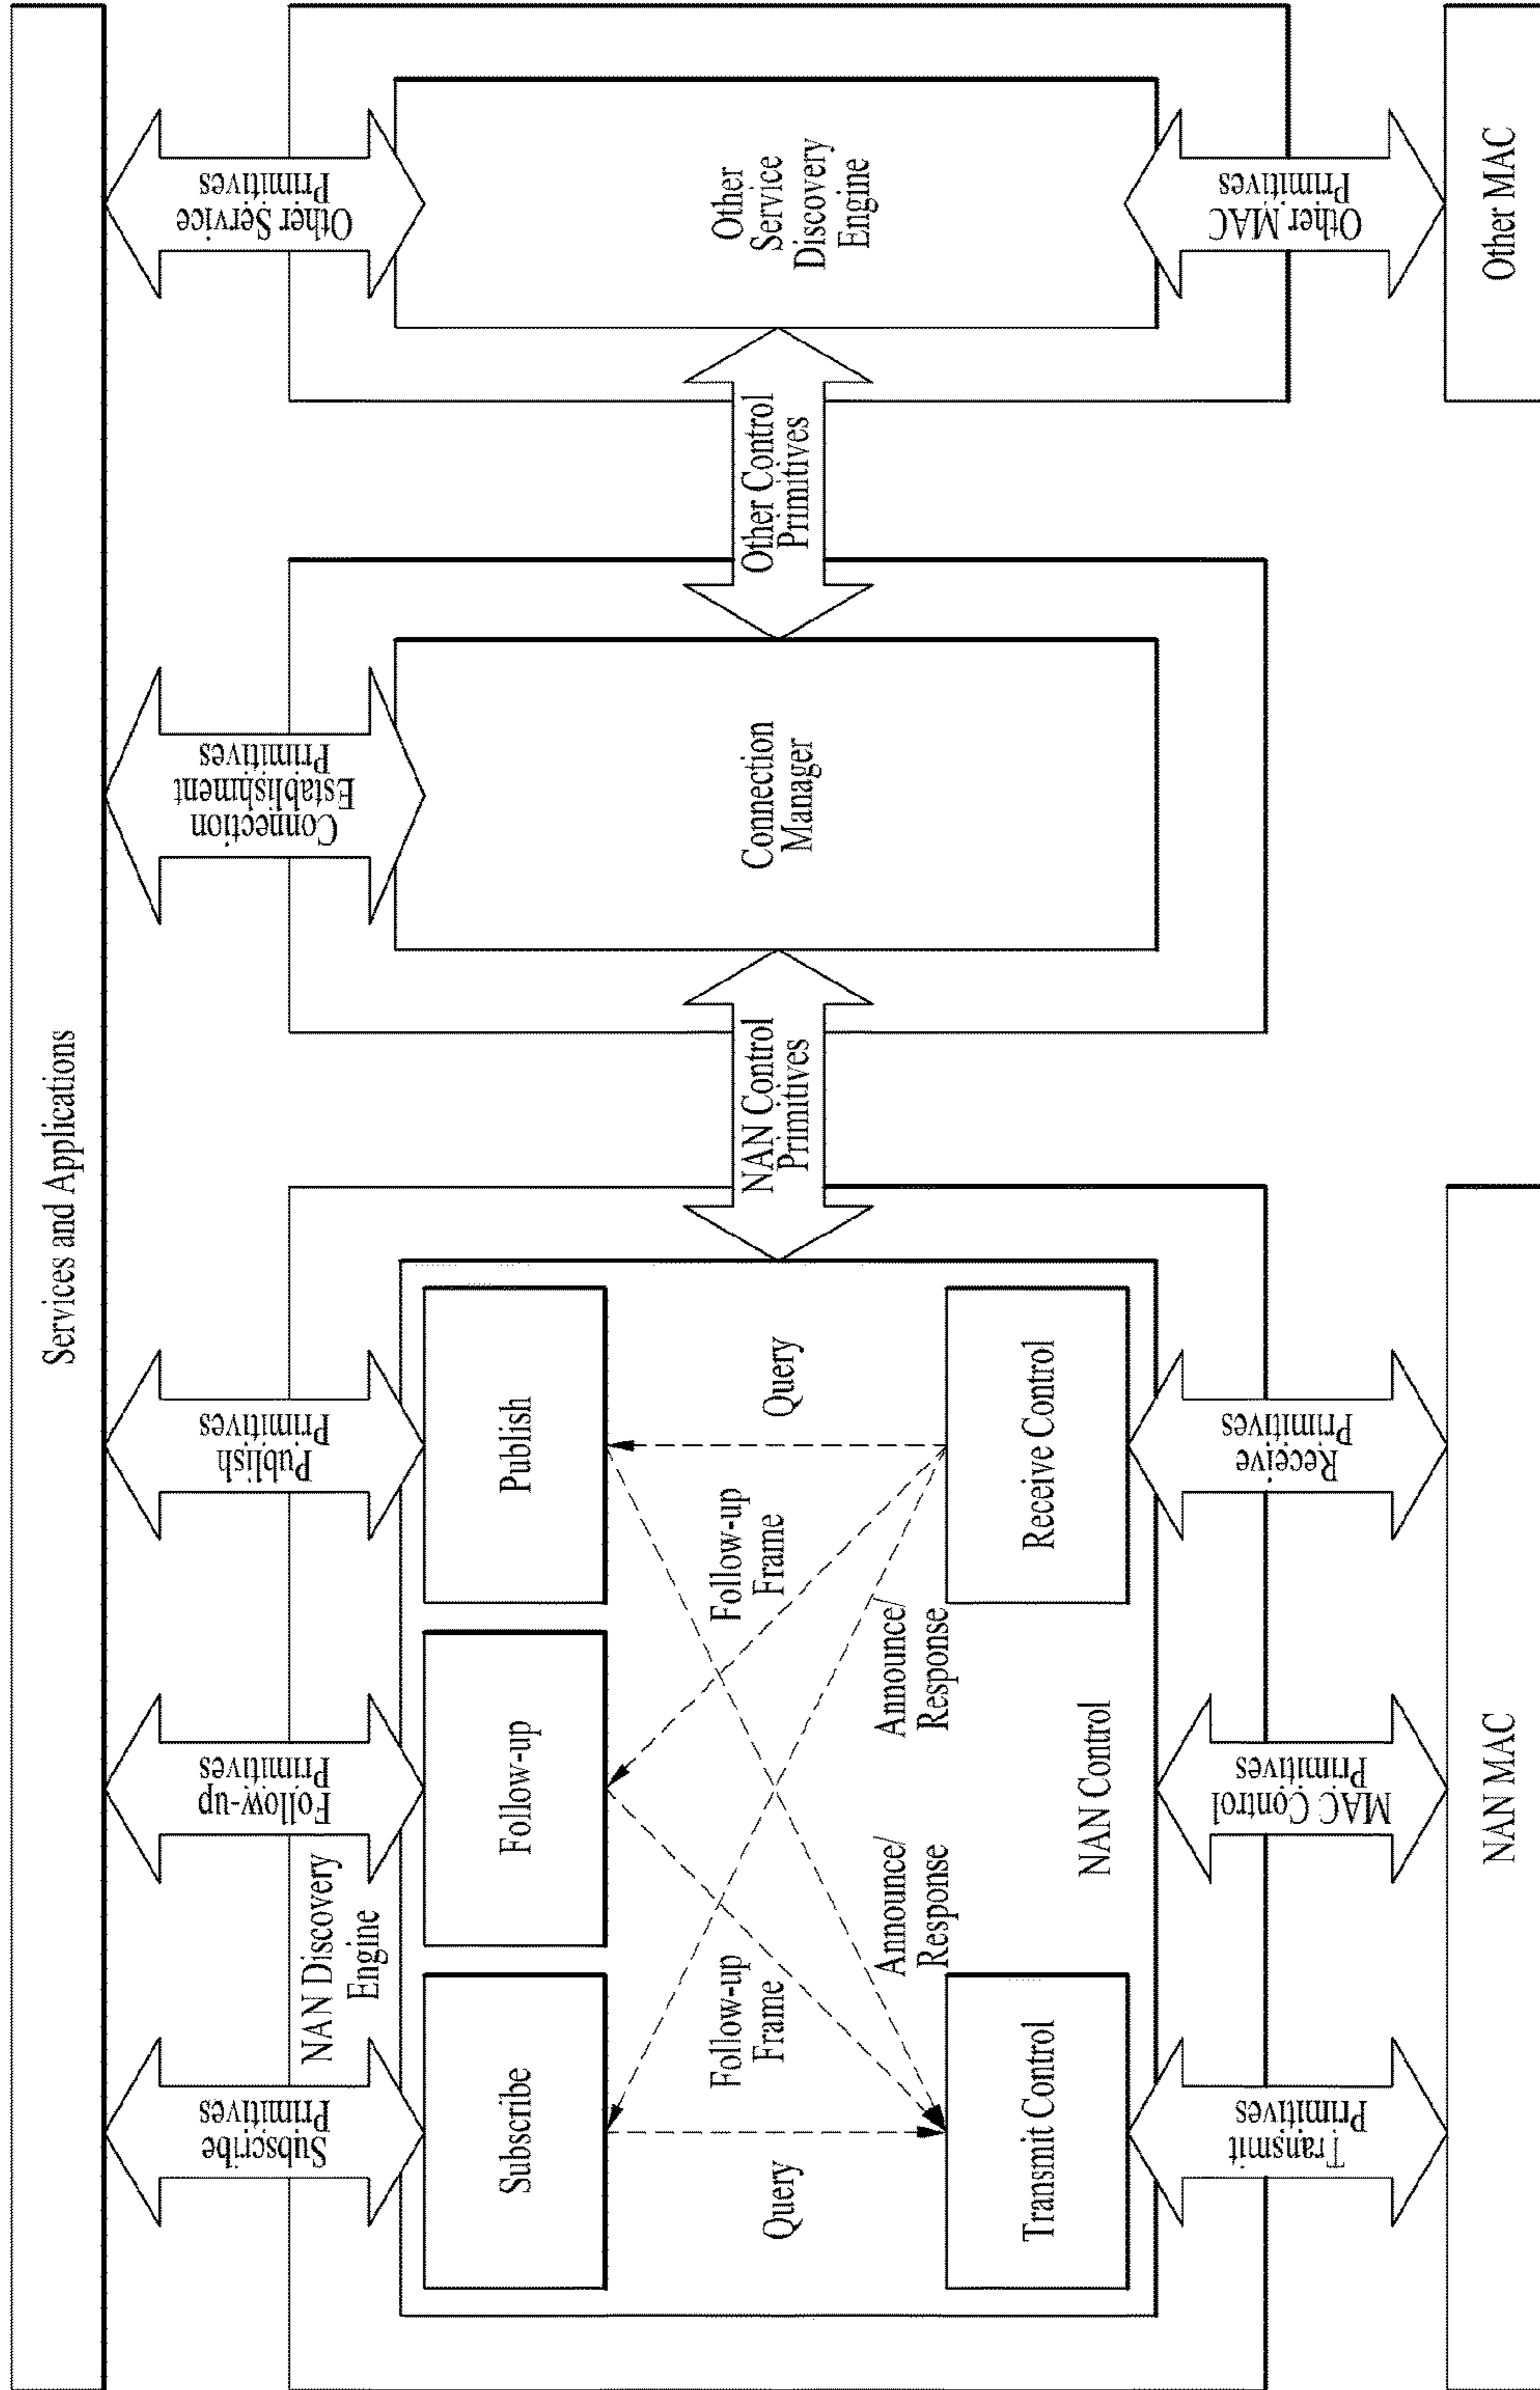 Services and Applications
Subscribe
Primitives
Follow-up
Primitives
Publish
Primitives
Connection
Establishment
Primitives
Other Service
Primitives
NAN Discovery
Engine
Subscribe
Follow-up
Publish
Query
Follow-up
Frame
Announce/
Response
Follow-up
Frame
Announce/
Response
Query
Transmit Control
NAN Control
Receive Control
NAN Control
Primitives
Connection
Manager
Other Control
Primitives
Other
Service
Discovery
Engine
Transmit
Primitives
MAC Control
Primitives
Receive
Primitives
Other MAC
Primitives
NAN MAC
Other MAC